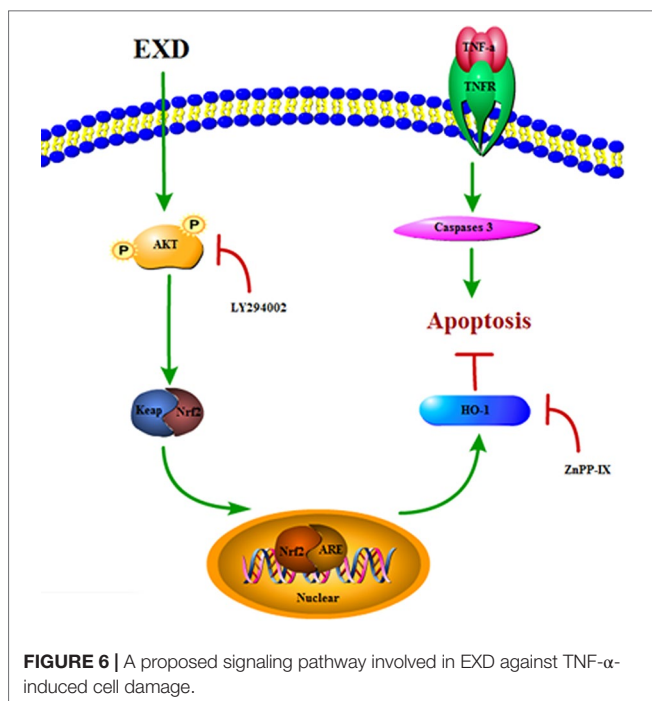 EXD
TNF-a
TNFR
P
P
AKT
Caspases 3
LY294002
Apoptosis
Keap
Nrf2
HO-1
ZnPP-IX
Nrf2
ARE
Nuclear
FIGURE 6 | A proposed signaling pathway involved in EXD against TNF-α-
induced cell damage.